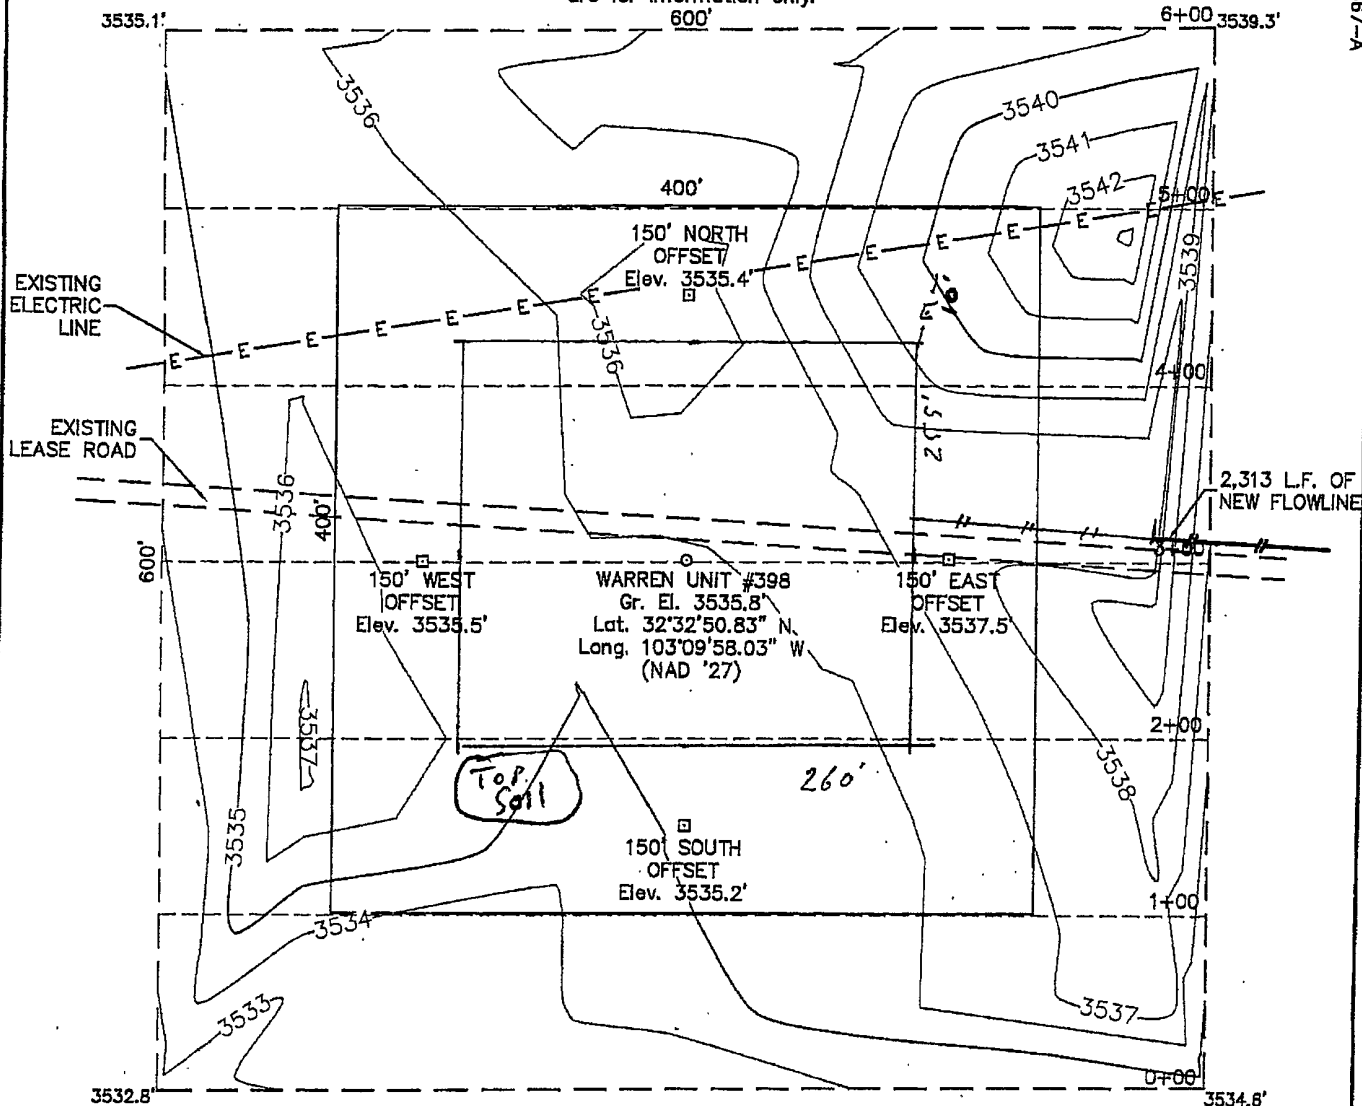 are for information only.
3535.1'
600'
6+00
3539.3'
67-A
3536
3540
3541
3542
400'
5+00
150' NORTH
OFFSET
Elev. 3535.4'
3539
EXISTING
ELECTRIC
LINE
E E E E E E E E E E E E E E
3536
4+00
EXISTING
LEASE ROAD
3536
400'
2,313 L.F. OF
NEW FLOWLINE
600'
3+00
150' WEST
OFFSET
Elev. 3535.5'
WARREN UNIT #398
Gr. El. 3535.8'
Lat. 32°32'50.83" N
Long. 103°09'58.03" W
(NAD '27)
150' EAST
OFFSET
Elev. 3537.5'
3537
2+00
3538
Top
Soil
260'
3535
150' SOUTH
OFFSET
Elev. 3535.2'
1+00
3534
3533
3537
0+00
3532.8'
3534.8'